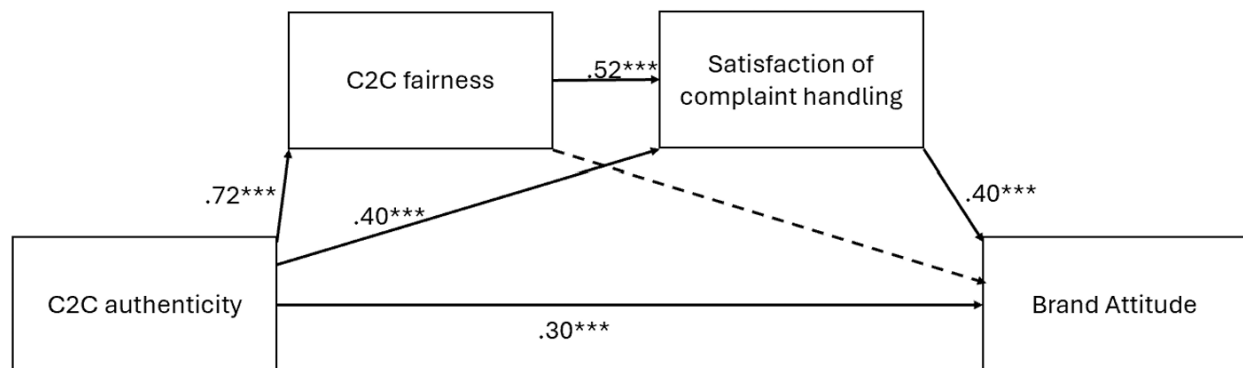 C2C fairness
.52***
Satisfaction of
complaint handling
.72***
.40***
.40***
C2C authenticity
.30***
Brand Attitude